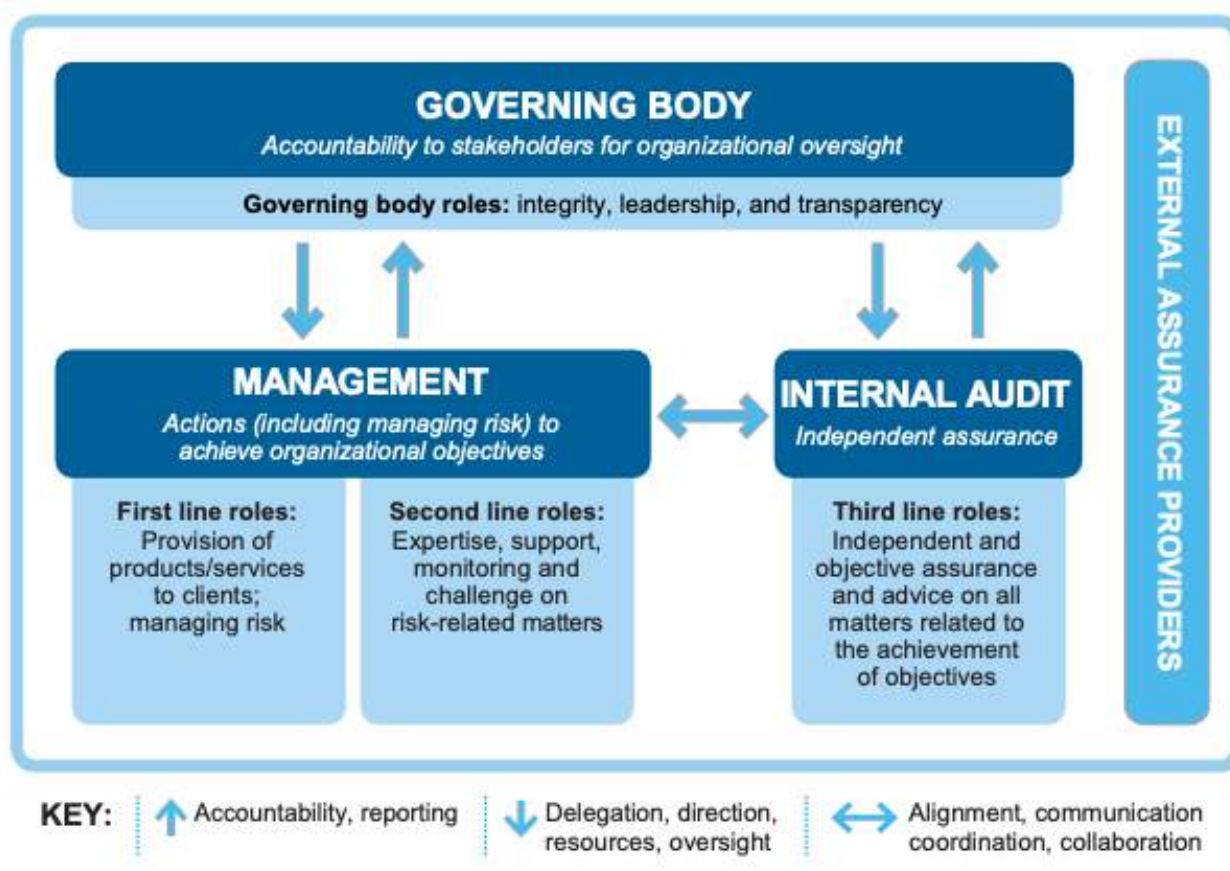 GOVERNING BODY
Accountability to stakeholders for organizational oversight
Governing body roles: integrity, leadership, and transparency
MANAGEMENT
Actions (including managing risk) to
achieve organizational objectives
First line roles:
Provision of
products/services
to clients;
managing risk
Second line roles:
Expertise, support,
monitoring and
challenge on
risk-related matters
INTERNAL AUDIT
Independent assurance
Third line roles:
Independent and
objective assurance
and advice on all
matters related to
the achievement
of objectives
EXTERNAL ASSURANCE PROVIDERS
KEY:
Accountability, reporting
Delegation, direction,
resources, oversight
Alignment, communication
coordination, collaboration